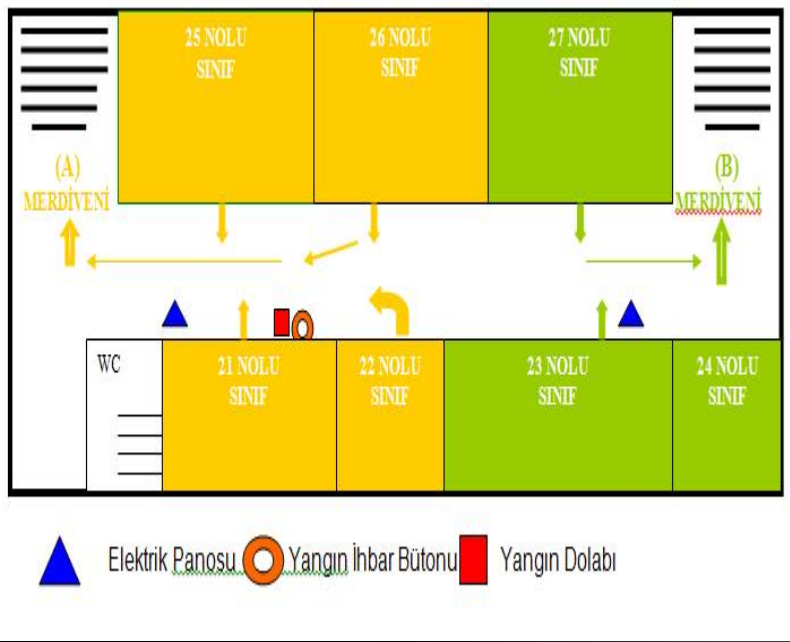 25 NOLU
SINIF
26 NOLU
SINIF
27 NOLU
SINIF
(A)
MERDİVENİ
(B)
MERDİVENİ
WC
21 NOLU
SINIF
22 NOLU
SINIF
23 NOLU
SINIF
24 NOLU
SINIF
Elektrik Panosu
Yangın İhbar Bütonu
Yangın Dolabı